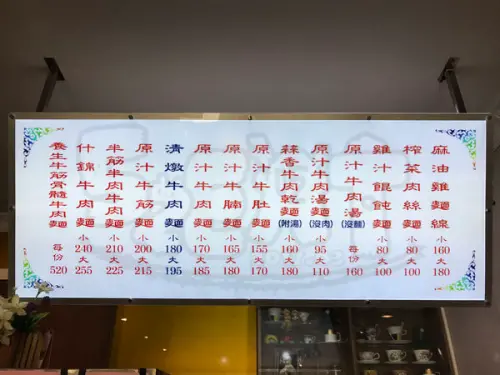 麻油雞麵線 小160 大180
榨菜肉絲麵 小80 大100
雞汁餛飩麵 小80 大100
原汁牛肉湯(沒麵) 每份160
原汁牛肉湯麵(沒肉) 小95 大110
蒜香牛肉乾麵(附湯) 小160 大180
原汁牛肚麵 小155 大170
原汁牛腩麵 小165 大180
原汁牛肉麵 小170 大185
清燉牛肉麵 小180 大195
原汁牛筋麵 小200 大215
半筋半肉牛肉麵 小210 大225
什錦牛肉麵 小240 大255
養生牛筋骨髓牛肉麵 每份520